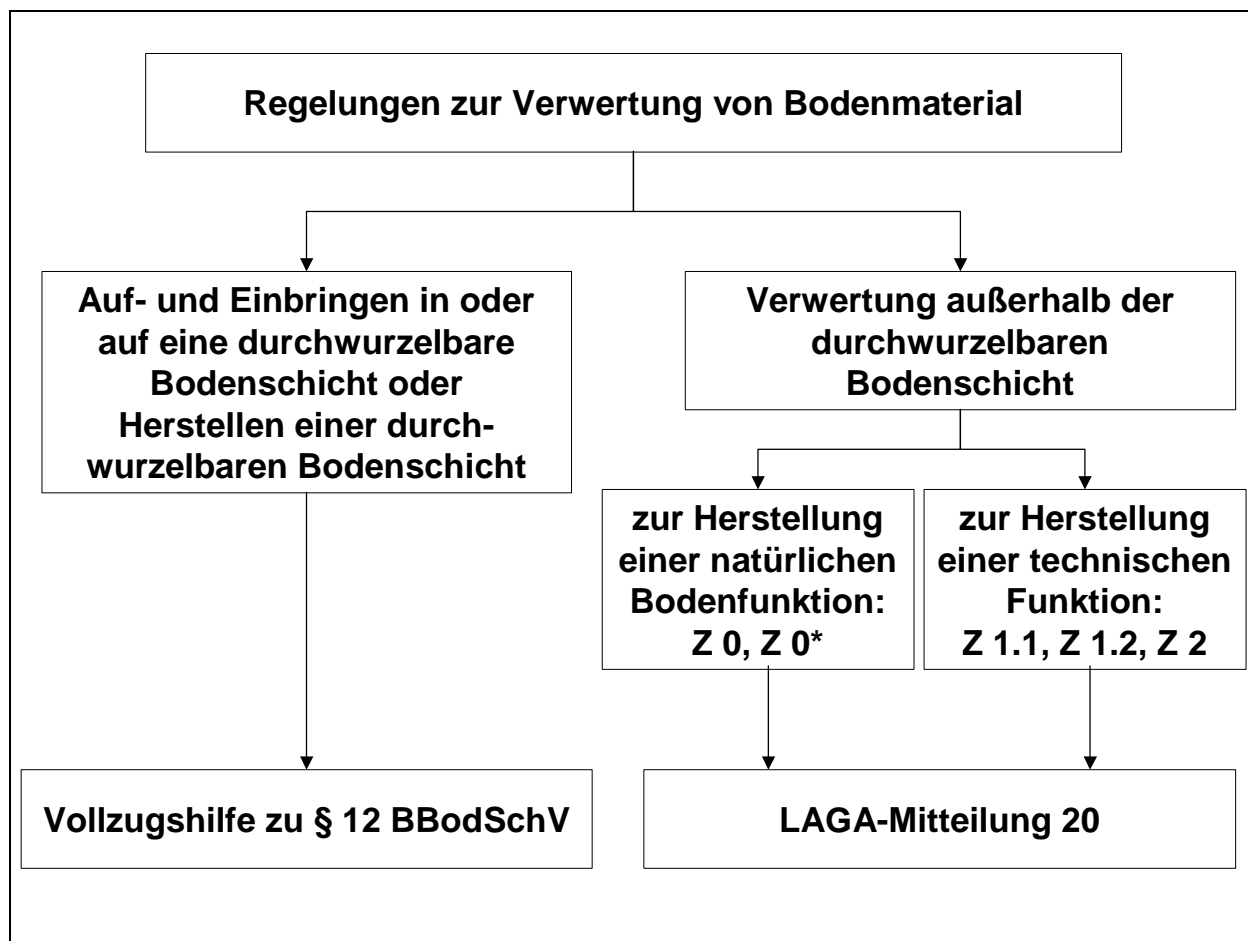 Regelungen zur Verwertung von Bodenmaterial
Auf- und Einbringen in oder
auf eine durchwurzelbare
Bodenschicht oder
Herstellen einer durch-
wurzelbaren Bodenschicht
Verwertung außerhalb der
durchwurzelbaren
Bodenschicht
zur Herstellung
einer natürlichen
Bodenfunktion:
Z 0, Z 0*
zur Herstellung
einer technischen
Funktion:
Z 1.1, Z 1.2, Z 2
Vollzugshilfe zu § 12 BBodSchV
LAGA-Mitteilung 20